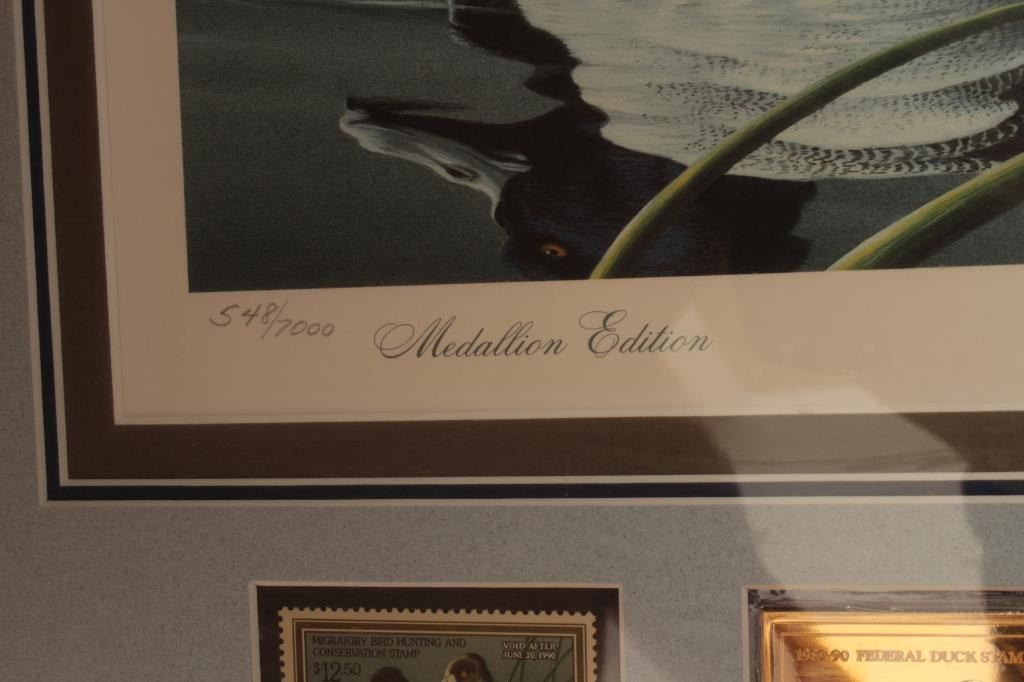 548/7000
Medallion Edition
MIGRATORY BIRD HUNTING AND
CONSERVATION STAMP
$12.50
VOID AFTER
JUNE 30, 1990
1989-90 FEDERAL DUCK STAM